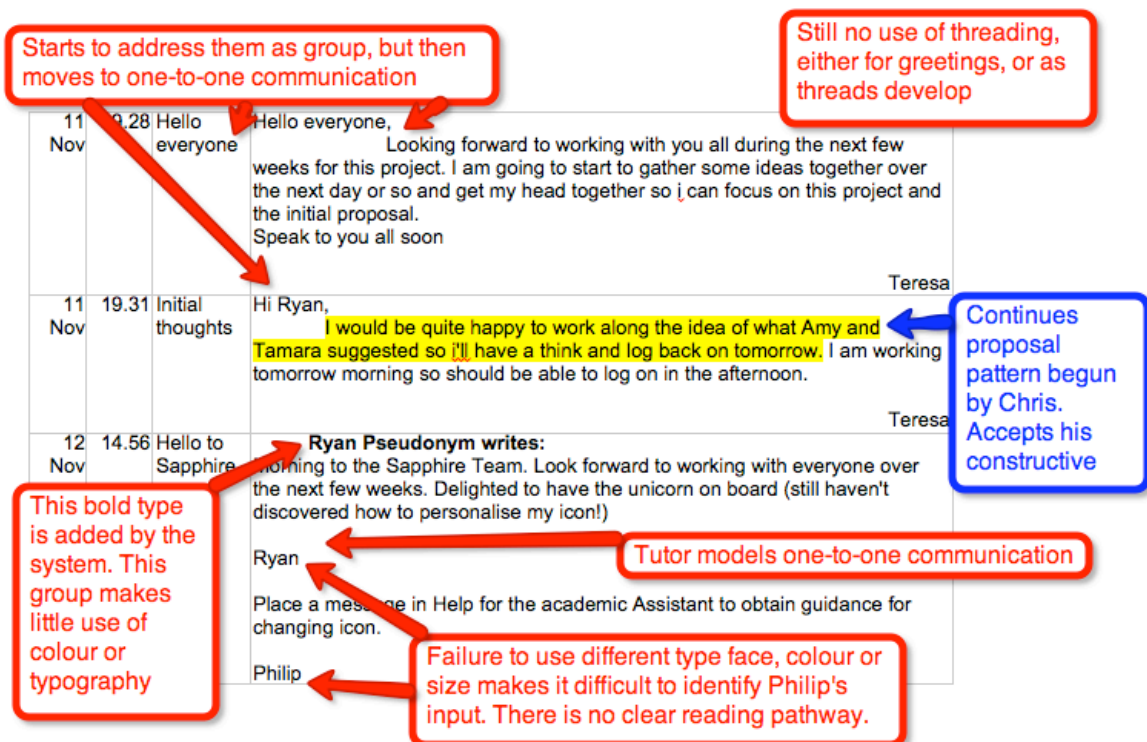 Starts to address them as group, but then
moves to one-to-one communication
Still no use of threading,
either for greetings, or as
threads develop
11 9.28 Hello Hello everyone,
Nov everyone Looking forward to working with you all during the next few
weeks for this project. I am going to start to gather some ideas together over
the next day or so and get my head together so i can focus on this project and
the initial proposal.
Speak to you all soon
Teresa
11 19.31 Initial Hi Ryan,
Nov thoughts I would be quite happy to work along the idea of what Amy and
Tamara suggested so i'll have a think and log back on tomorrow. I am working
tomorrow morning so should be able to log on in the afternoon.
Teresa
Continues
proposal
pattern begun
by Chris.
Accepts his
constructive
12 14.56 Hello to Ryan Pseudonym writes:
Nov Sapphire Morning to the Sapphire Team. Look forward to working with everyone over
the next few weeks. Delighted to have the unicorn on board (still haven't
discovered how to personalise my icon!)
Ryan
Place a message in Help for the academic Assistant to obtain guidance for
changing icon.
Philip
This bold type
is added by the
system. This
group makes
little use of
colour or
typography
Tutor models one-to-one communication
Failure to use different type face, colour or
size makes it difficult to identify Philip's
input. There is no clear reading pathway.